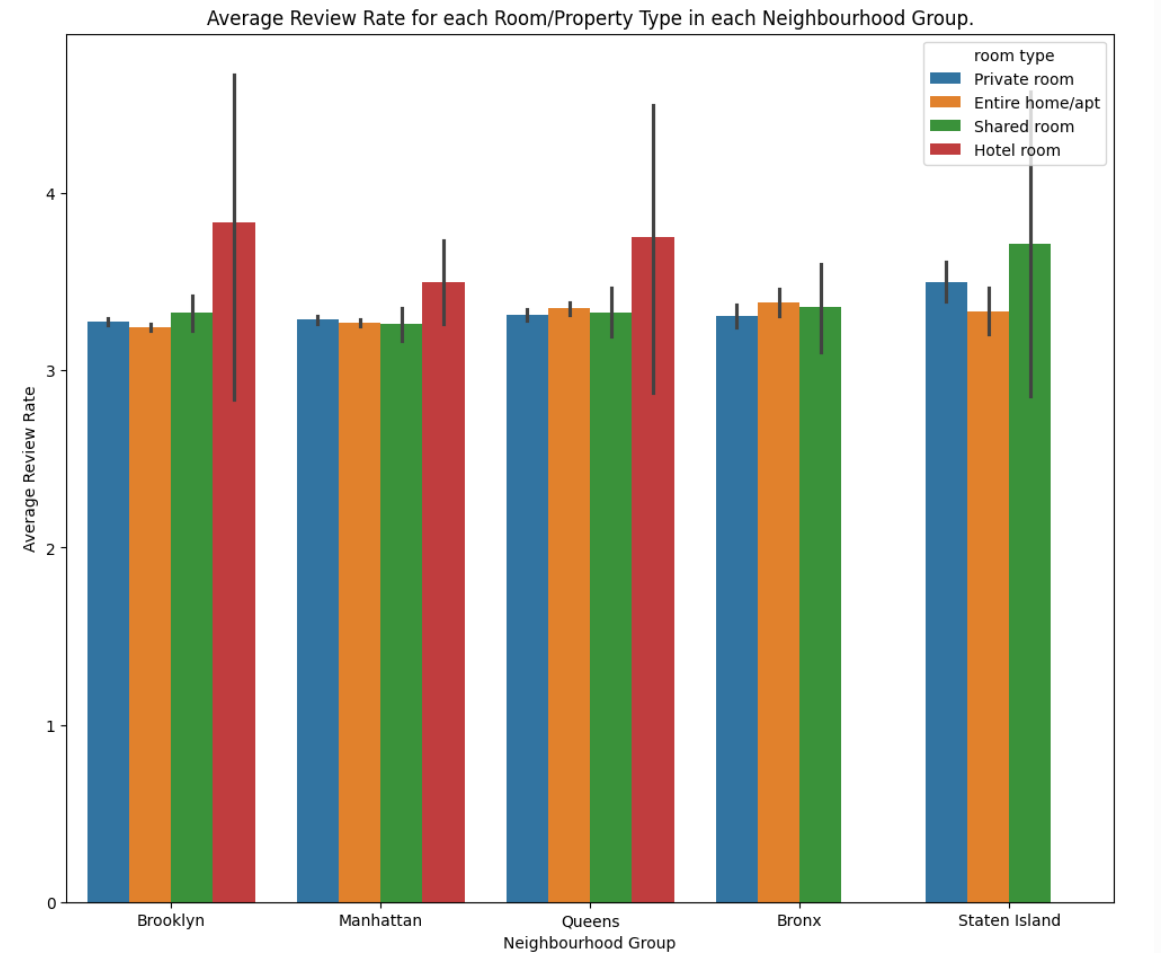 Average Review Rate for each Room/Property Type in each Neighbourhood Group.
room type
Private room
Entire home/apt
Shared room
Hotel room
4
3
2
1
0
Average Review Rate
Brooklyn
Manhattan
Queens
Bronx
Staten Island
Neighbourhood Group